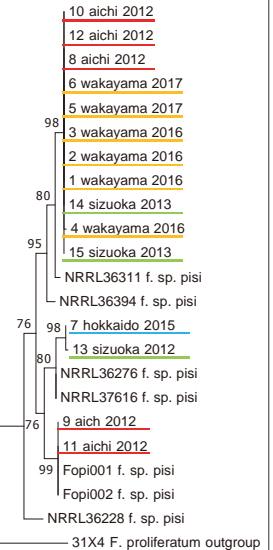 10 aichi 2012
12 aichi 2012
8 aichi 2012
6 wakayama 2017
5 wakayama 2017
98
3 wakayama 2016
2 wakayama 2016
1 wakayama 2016
80
14 sizuoka 2013
4 wakayama 2016
95
15 sizuoka 2013
NRRL36311 f. sp. pisi
NRRL36394 f. sp. pisi
76
98
7 hokkaido 2015
13 sizuoka 2012
80
NRRL36276 f. sp. pisi
NRRL37616 f. sp. pisi
76
9 aich 2012
11 aichi 2012
99
Fopi001 f. sp. pisi
Fopi002 f. sp. pisi
NRRL36228 f. sp. pisi
31X4 F. proliferatum outgroup